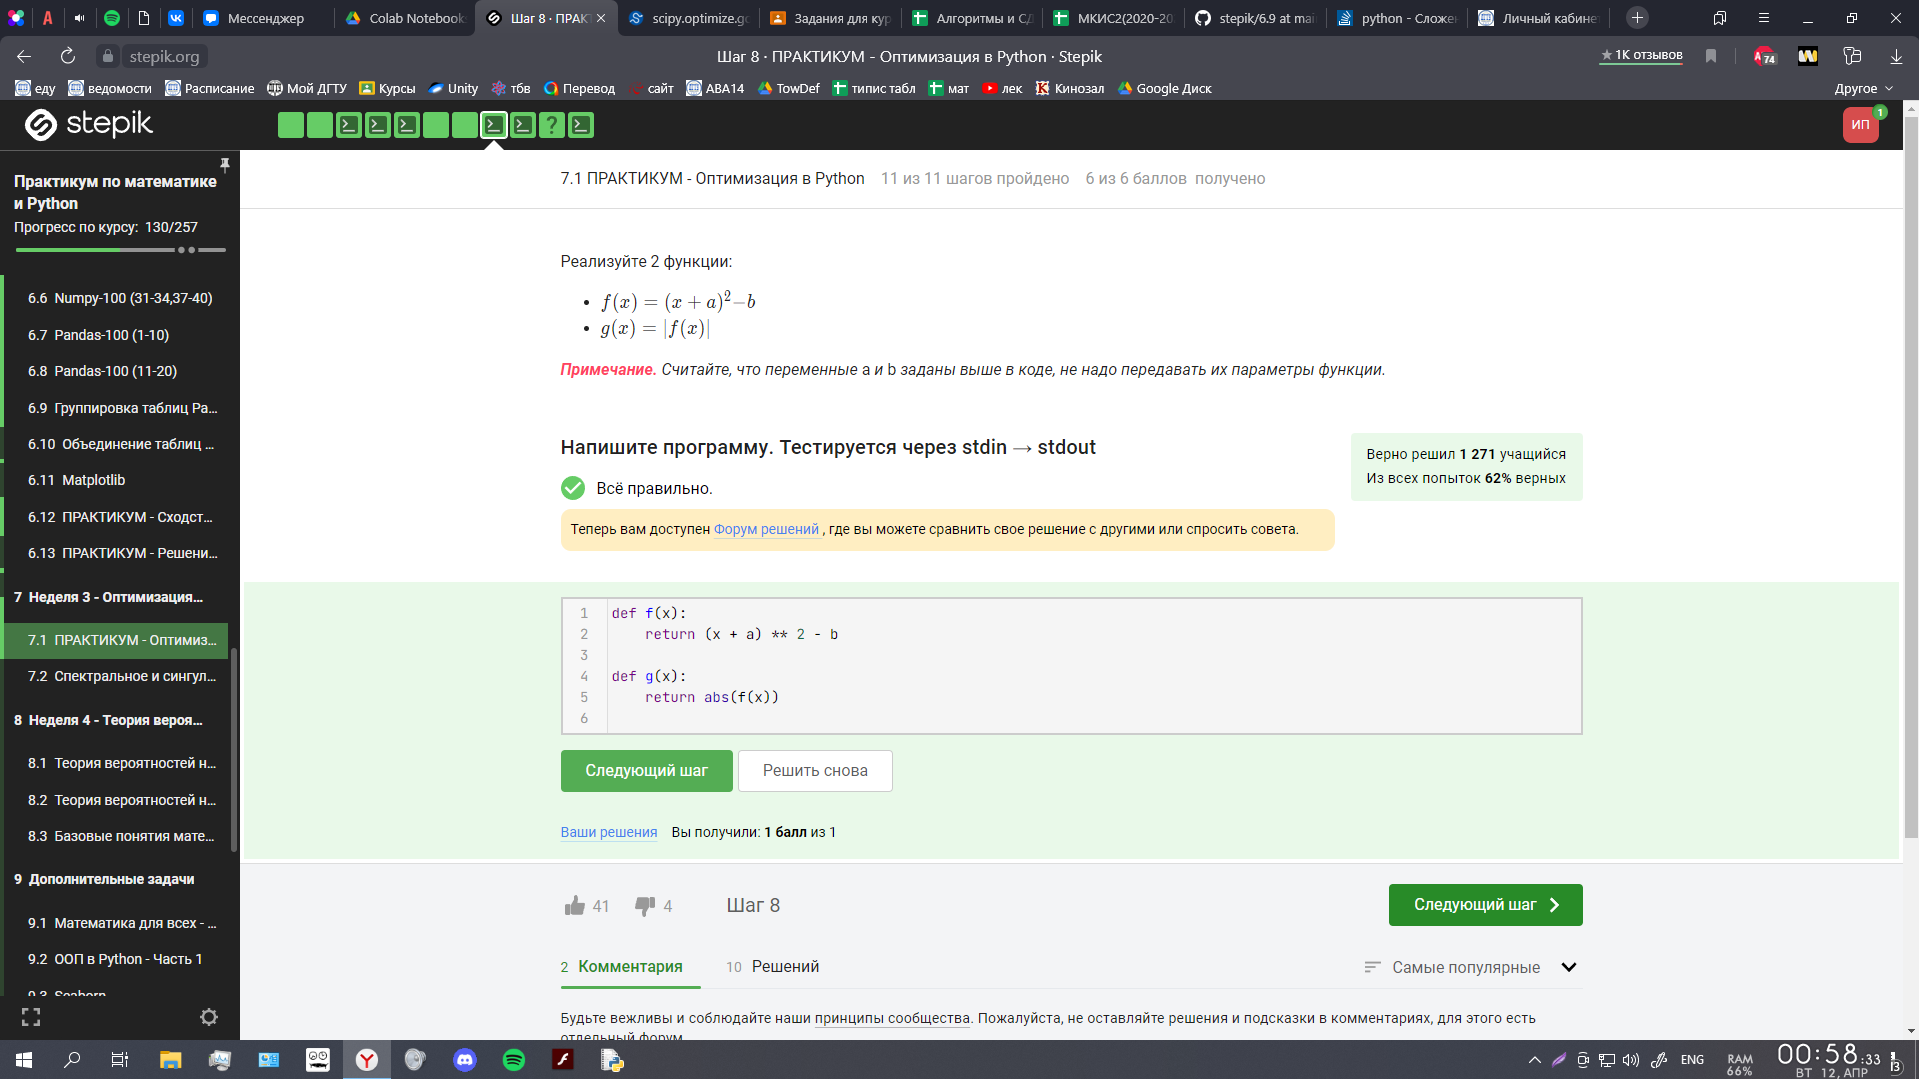 Мессенджер
Colab Notebook
Шаг 8 · ПРАК
scipy.optimize.go
Задания для кур
Алгоритмы и СД
МКИС2(2020-20
stepik/6.9 at mai
python - Сложе
Личный кабине
stepik.org
Шаг 8 · ПРАКТИКУМ - Оптимизация в Python · Stepik
★ 1K отзывов
74
еду ведомости Расписание Мой ДГТУ Курсы Unity тбв Перевод сайт АВА14 TowDef типис табл мат лек Кинозал Google Диск Другое
stepik
ИП
1
Практикум по математике
и Python
Прогресс по курсу: 130/257
6.6 Numpy-100 (31-34,37-40)
6.7 Pandas-100 (1-10)
6.8 Pandas-100 (11-20)
6.9 Группировка таблиц Pa...
6.10 Объединение таблиц ...
6.11 Matplotlib
6.12 ПРАКТИКУМ - Сходст...
6.13 ПРАКТИКУМ - Решени...
7 Неделя 3 - Оптимизация...
7.1 ПРАКТИКУМ - Оптимиз...
7.2 Спектральное и сингул...
8 Неделя 4 - Теория вероя...
8.1 Теория вероятностей н...
8.2 Теория вероятностей н...
8.3 Базовые понятия мате...
9 Дополнительные задачи
9.1 Математика для всех - ...
9.2 ООП в Python - Часть 1
9.3 Seaborn
7.1 ПРАКТИКУМ - Оптимизация в Python 11 из 11 шагов пройдено 6 из 6 баллов получено
Реализуйте 2 функции:
• f(x) = (x + a)²−b
• g(x) = |f(x)|
Примечание. Считайте, что переменные a и b заданы выше в коде, не надо передавать их параметры функции.
Напишите программу. Тестируется через stdin → stdout
Верно решил 1 271 учащийся
Из всех попыток 62% верных
Всё правильно.
Теперь вам доступен Форум решений , где вы можете сравнить свое решение с другими или спросить совета.
1 def f(x):
2     return (x + a) ** 2 - b
3
4 def g(x):
5     return abs(f(x))
6
Следующий шаг
Решить снова
Ваши решения Вы получили: 1 балл из 1
41 4 Шаг 8
Следующий шаг
2 Комментария 10 Решений
Самые популярные
Будьте вежливы и соблюдайте наши принципы сообщества. Пожалуйста, не оставляйте решения и подсказки в комментариях, для этого есть
отдельный форум
ENG
RAM
66%
00:58:33
ВТ 12, АПР